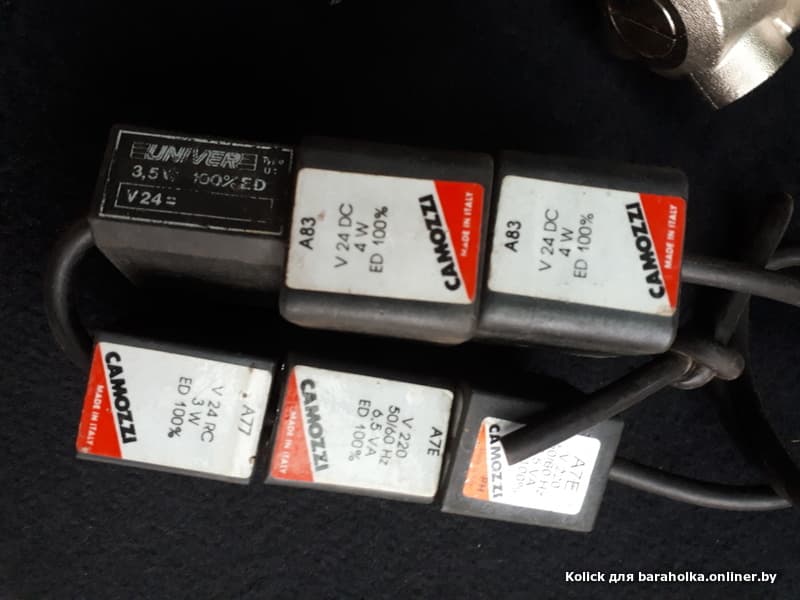 UNIVER
3,5 W 100% ED
V 24 =
A83
V 24 DC
4 W
ED 100%
CAMOZZI
MADE IN ITALY
A83
V 24 DC
4 W
ED 100%
CAMOZZI
MADE IN ITALY
A77
V 24 RC
3 W
ED 100%
CAMOZZI
MADE IN ITALY
A7E
V 220
50/60 Hz
6,5 VA
ED 100%
CAMOZZI
MADE IN ITALY
A7E
CAMOZZI
Kolick для baraholka.onliner.by